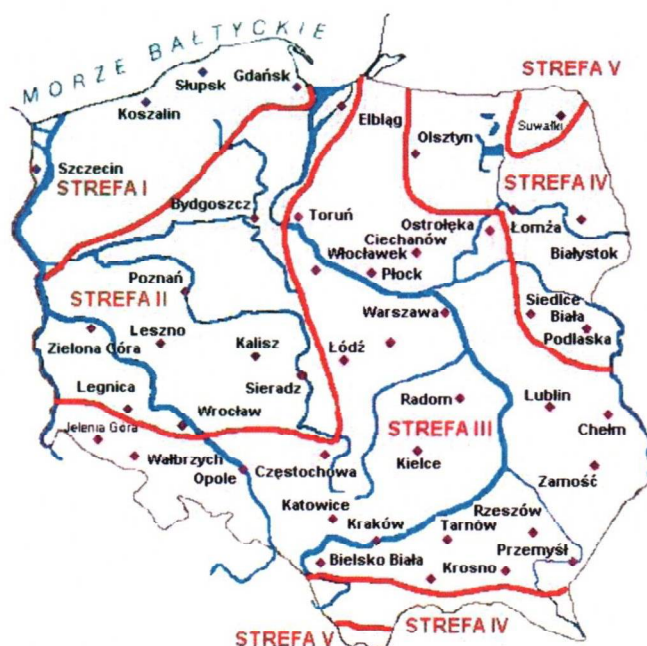 MORZE BAŁTYCKIE
STREFA V
Słupsk
Gdańsk
Koszalin
Elbląg
Olsztyn
Suwałki
Szczecin
STREFA I
STREFA IV
Bydgoszcz
Toruń
Ostrołęka
Łomża
Ciechanów
Białystok
Włocławek
Płock
Poznań
STREFA II
Siedlce
Warszawa
Biała
Podlaska
Leszno
Zielona Góra
Kalisz
Łódź
Legnica
Sieradz
Radom
Lublin
Wrocław
Jelenia Góra
STREFA III
Chełm
Wałbrzych
Opole
Częstochowa
Kielce
Zamość
Katowice
Rzeszów
Kraków
Tarnów
Przemyśl
Bielsko Biała
Krosno
STREFA IV
STREFA V